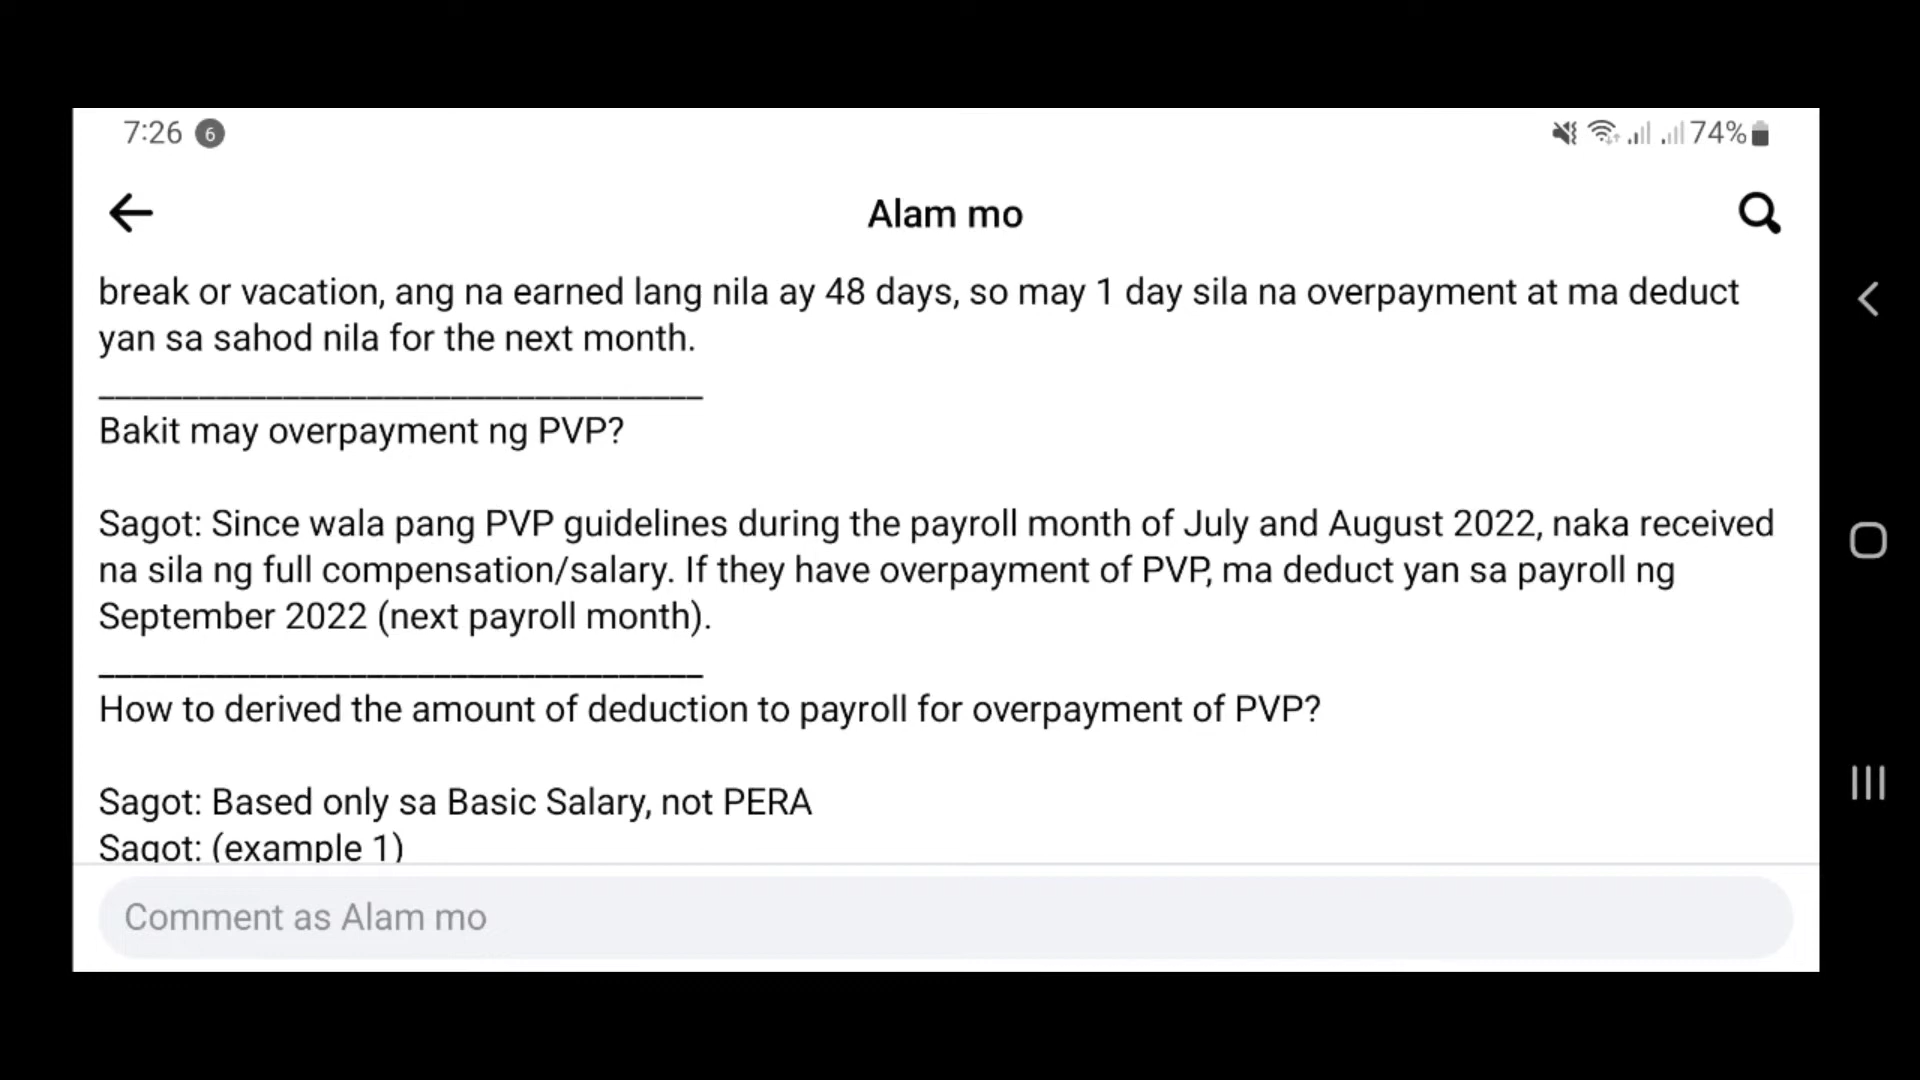 7:26 6 74%
Alam mo
break or vacation, ang na earned lang nila ay 48 days, so may 1 day sila na overpayment at ma deduct
yan sa sahod nila for the next month.
_________________________________
Bakit may overpayment ng PVP?
Sagot: Since wala pang PVP guidelines during the payroll month of July and August 2022, naka received
na sila ng full compensation/salary. If they have overpayment of PVP, ma deduct yan sa payroll ng
September 2022 (next payroll month).
_________________________________
How to derived the amount of deduction to payroll for overpayment of PVP?
Sagot: Based only sa Basic Salary, not PERA
Sagot: (example 1)
Comment as Alam mo